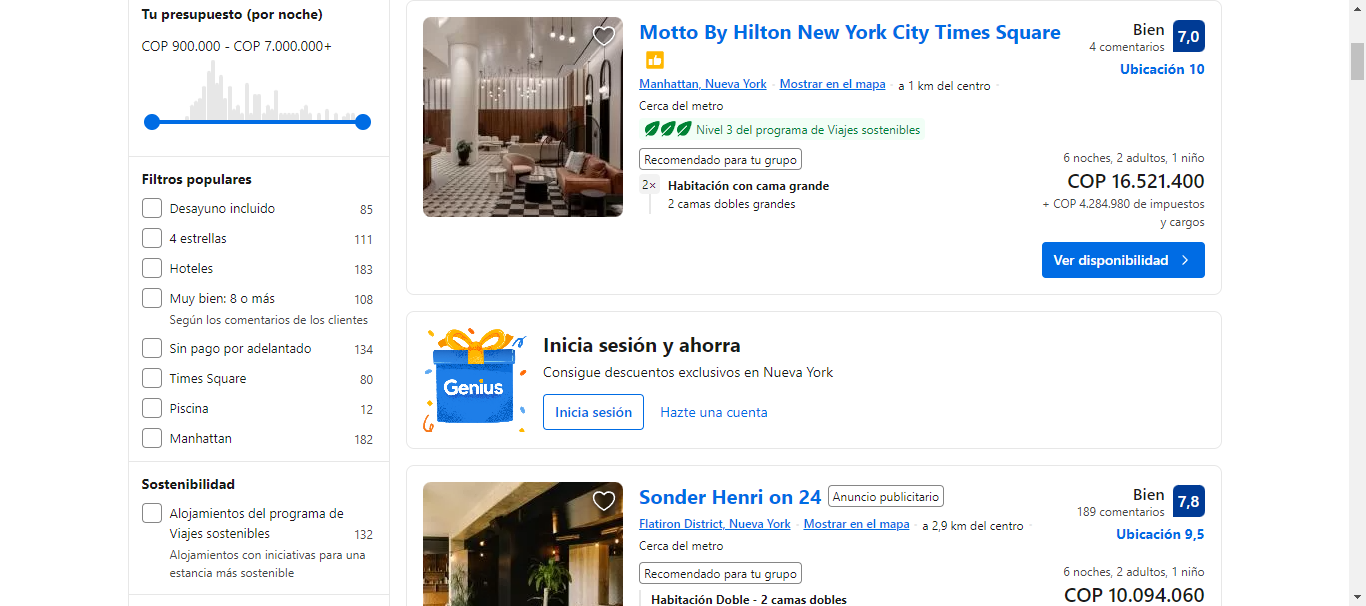 Tu presupuesto (por noche)
COP 900.000 - COP 7.000.000+
Filtros populares
Desayuno incluido 85
4 estrellas 111
Hoteles 183
Muy bien: 8 o más 108
Según los comentarios de los clientes
Sin pago por adelantado 134
Times Square 80
Piscina 12
Manhattan 182
Sostenibilidad
Alojamientos del programa de
Viajes sostenibles 132
Alojamientos con iniciativas para una
estancia más sostenible
Motto By Hilton New York City Times Square
Bien 7,0
4 comentarios
Ubicación 10
Manhattan, Nueva York · Mostrar en el mapa · a 1 km del centro ·
Cerca del metro
Nivel 3 del programa de Viajes sostenibles
Recomendado para tu grupo
2× Habitación con cama grande
2 camas dobles grandes
6 noches, 2 adultos, 1 niño
COP 16.521.400
+ COP 4.284.980 de impuestos
y cargos
Ver disponibilidad
Genius
Inicia sesión y ahorra
Consigue descuentos exclusivos en Nueva York
Inicia sesión Hazte una cuenta
Sonder Henri on 24 Anuncio publicitario
Bien 7,8
189 comentarios
Ubicación 9,5
Flatiron District, Nueva York · Mostrar en el mapa · a 2,9 km del centro ·
Cerca del metro
Recomendado para tu grupo
Habitación Doble - 2 camas dobles
6 noches, 2 adultos, 1 niño
COP 10.094.060